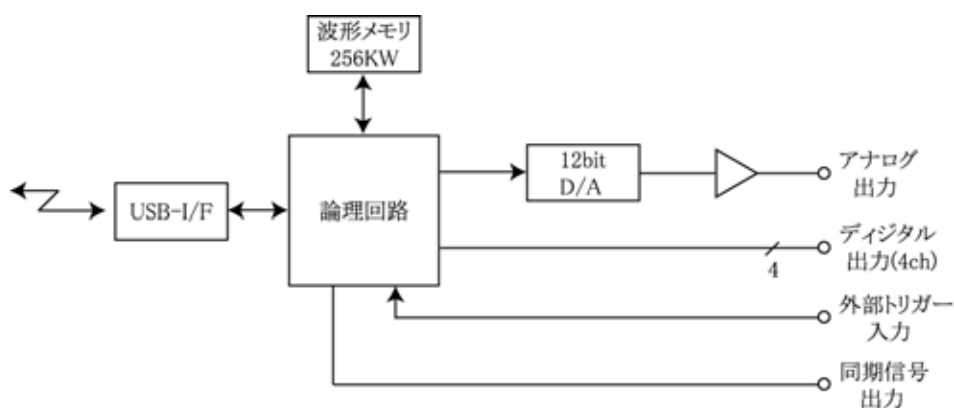 波形メモリ
256KW
12bit
D/A
アナログ
出力
USB-I/F
論理回路
ディジタル
出力(4ch)
4
外部トリガー
入力
同期信号
出力